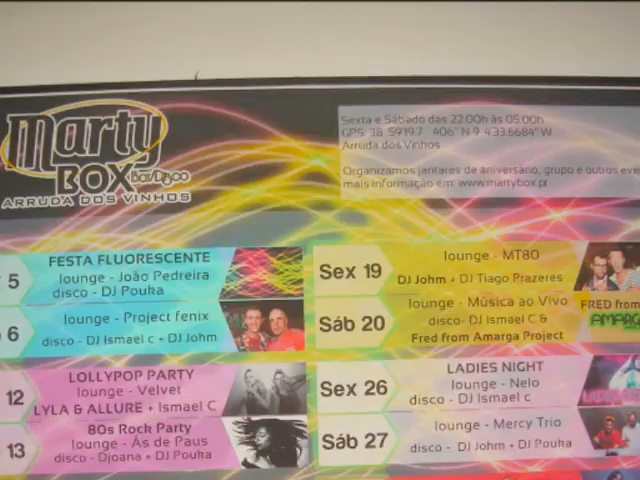 Marty
BOX Bar/Disco
ARRUDA DOS VINHOS
Sexta e Sábado das 22.00h às 05.00h
GPS: 38 5919.7 406" N 9 4'33.6684" W
Arruda dos Vinhos
Organizamos jantares de aniversário, grupo e outros eve
mais informação em: www.martybox.pt
5
FESTA FLUORESCENTE
lounge - João Pedreira
disco - DJ Pouka
6
lounge - Project fenix
disco - DJ Ismael c + DJ Johm
12
LOLLYPOP PARTY
lounge - Velvet
LYLA & ALLURE + Ismael C
13
80s Rock Party
lounge - Ás de Paus
disco - Djoana + DJ Pouka
Sex 19
lounge - MT80
DJ Johm + DJ Tiago Prazeres
Sáb 20
lounge - Música ao Vivo
disco- DJ Ismael C &
Fred from Amarga Project
FRED from
AMARG
Sex 26
LADIES NIGHT
lounge - Nelo
disco - DJ Ismael c
Sáb 27
lounge - Mercy Trio
disco - DJ Johm + DJ Pouka